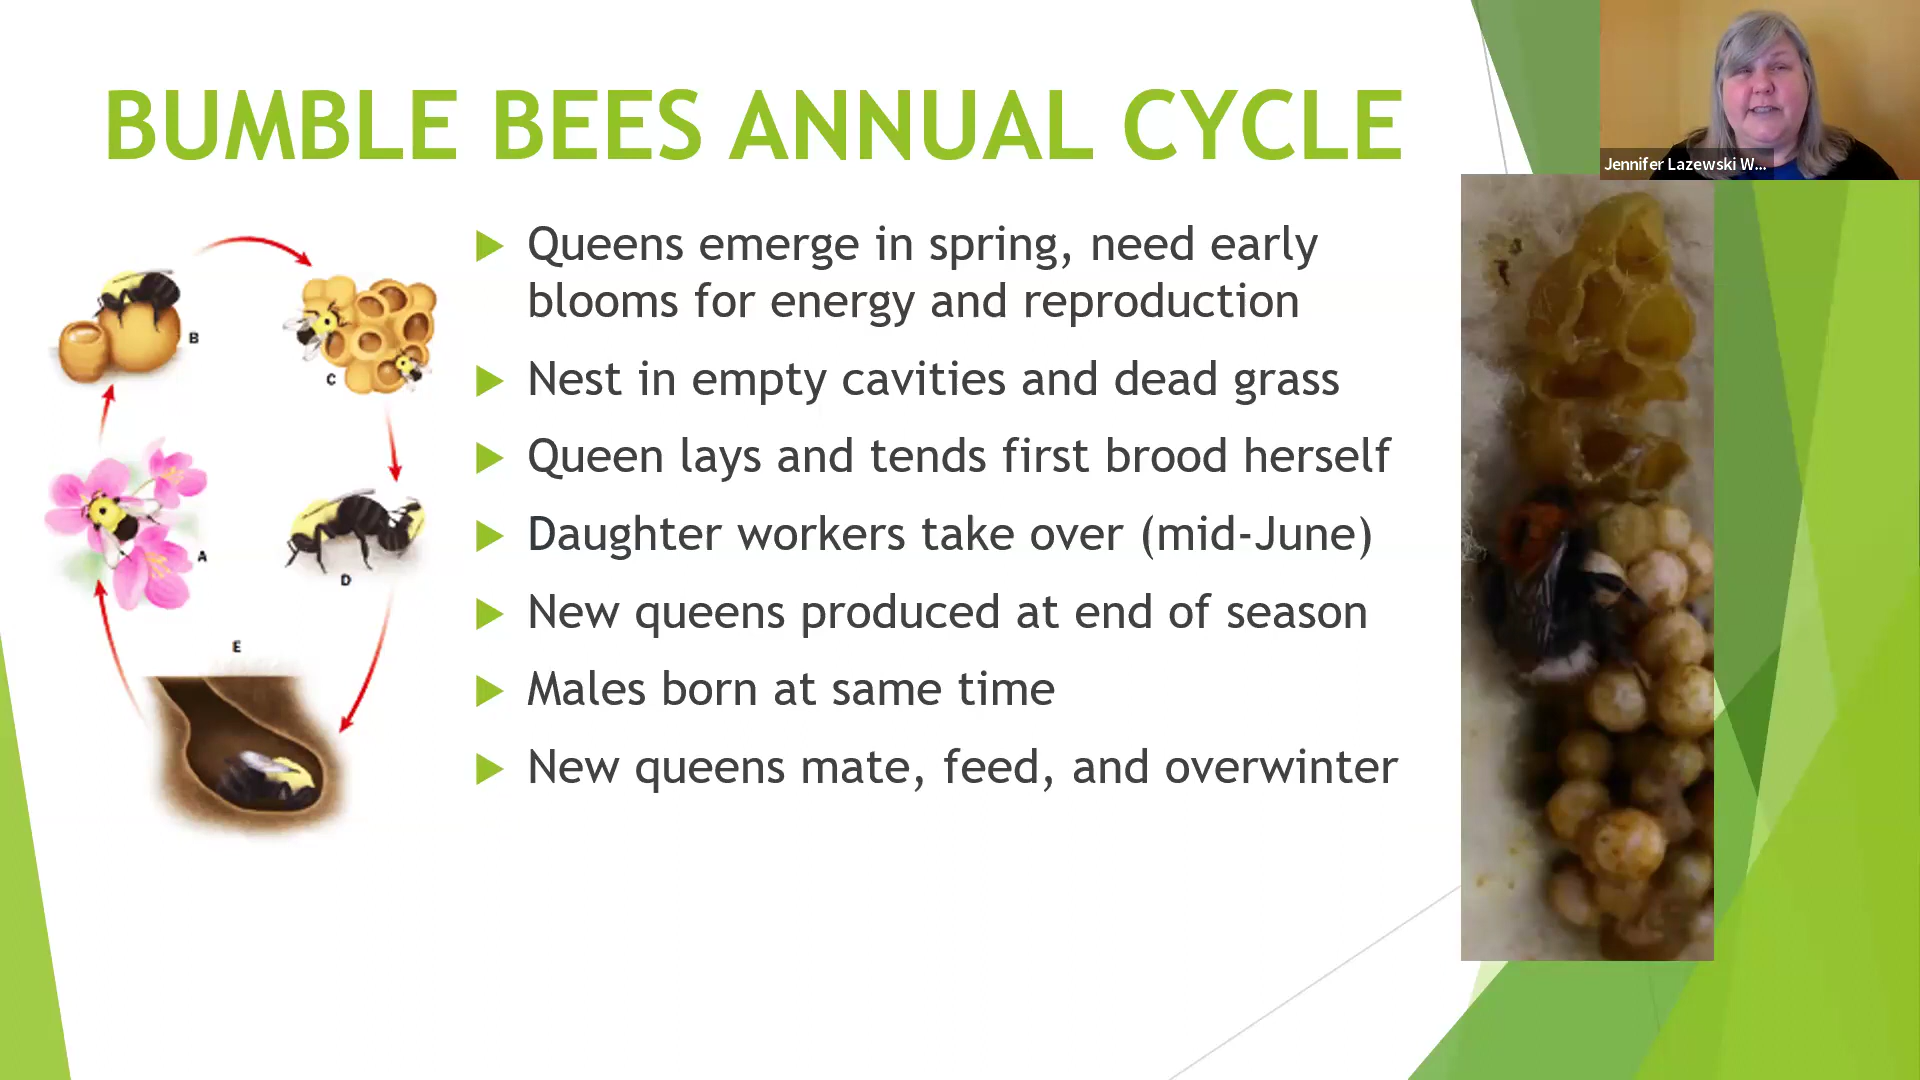 BUMBLE BEES ANNUAL CYCLE
Jennifer Lazewski W...
Queens emerge in spring, need early
blooms for energy and reproduction
Nest in empty cavities and dead grass
Queen lays and tends first brood herself
Daughter workers take over (mid-June)
New queens produced at end of season
Males born at same time
New queens mate, feed, and overwinter
B
C
A
D
E